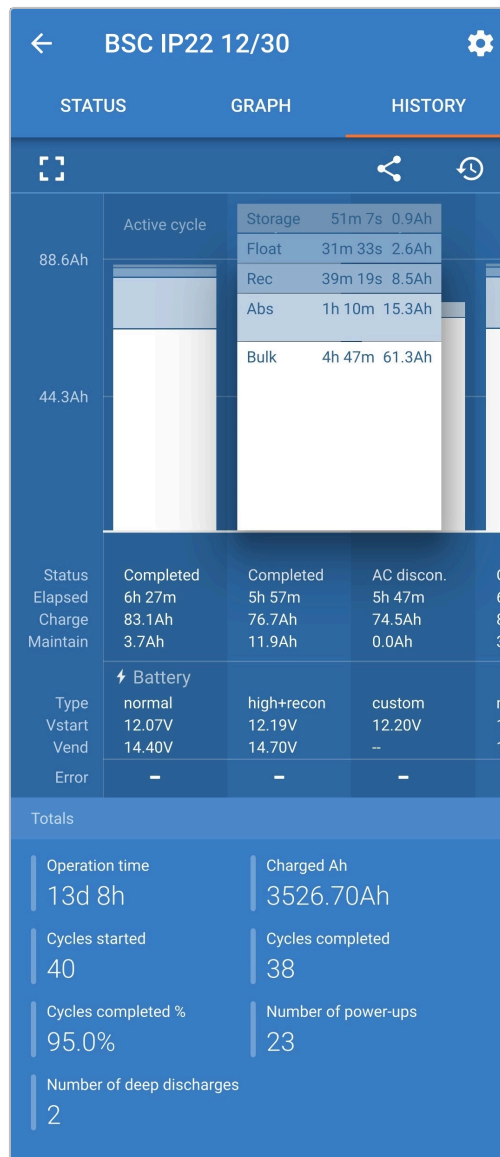 BSC IP22 12/30
STATUS GRAPH HISTORY
Active cycle
88.6Ah
44.3Ah
Storage 51m 7s 0.9Ah
Float 31m 33s 2.6Ah
Rec 39m 19s 8.5Ah
Abs 1h 10m 15.3Ah
Bulk 4h 47m 61.3Ah
Status Completed Completed AC discon.
Elapsed 6h 27m 5h 57m 5h 47m
Charge 83.1Ah 76.7Ah 74.5Ah
Maintain 3.7Ah 11.9Ah 0.0Ah
Battery
Type normal high+recon custom
Vstart 12.07V 12.19V 12.20V
Vend 14.40V 14.70V --
Error – – –
Totals
Operation time Charged Ah
13d 8h 3526.70Ah
Cycles started Cycles completed
40 38
Cycles completed % Number of power-ups
95.0% 23
Number of deep discharges
2